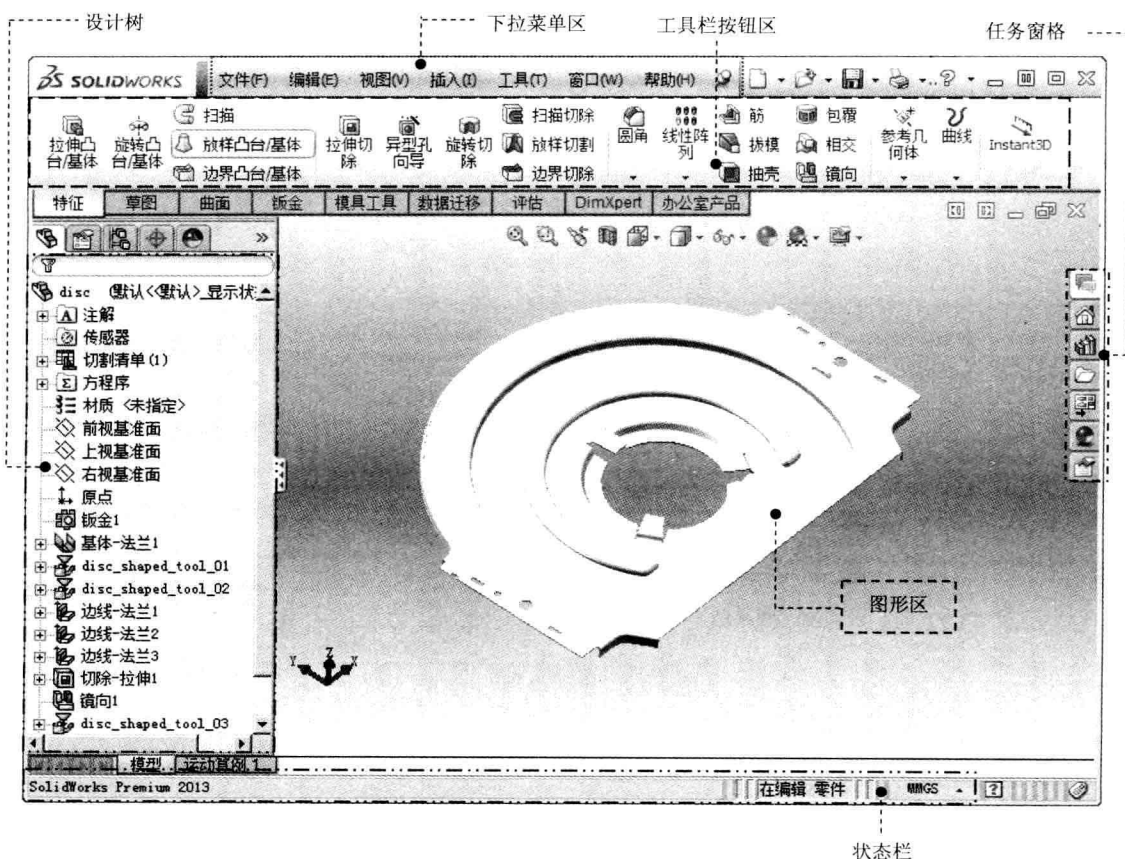 设计树
下拉菜单区
工具栏按钮区
任务窗格
SOLIDWORKS 文件(F) 编辑(E) 视图(V) 插入(I) 工具(T) 窗口(W) 帮助(H)
拉伸凸台/基体
旋转凸台/基体
扫描
放样凸台/基体
边界凸台/基体
拉伸切除
异型孔向导
旋转切除
扫描切除
放样切割
边界切除
圆角
线性阵列
筋
拔模
抽壳
包覆
相交
镜向
参考几何体
曲线
Instant3D
特征 草图 曲面 钣金 模具工具 数据迁移 评估 DimXpert 办公室产品
disc (默认<<默认>_显示状
注解
传感器
切割清单(1)
方程序
材质 <未指定>
前视基准面
上视基准面
右视基准面
原点
钣金1
基体-法兰1
disc_shaped_tool_01
disc_shaped_tool_02
边线-法兰1
边线-法兰2
边线-法兰3
切除-拉伸1
镜向1
disc_shaped_tool_03
图形区
Y Z X
模型 运动算例 1
SolidWorks Premium 2013
在编辑 零件
MMGS
状态栏